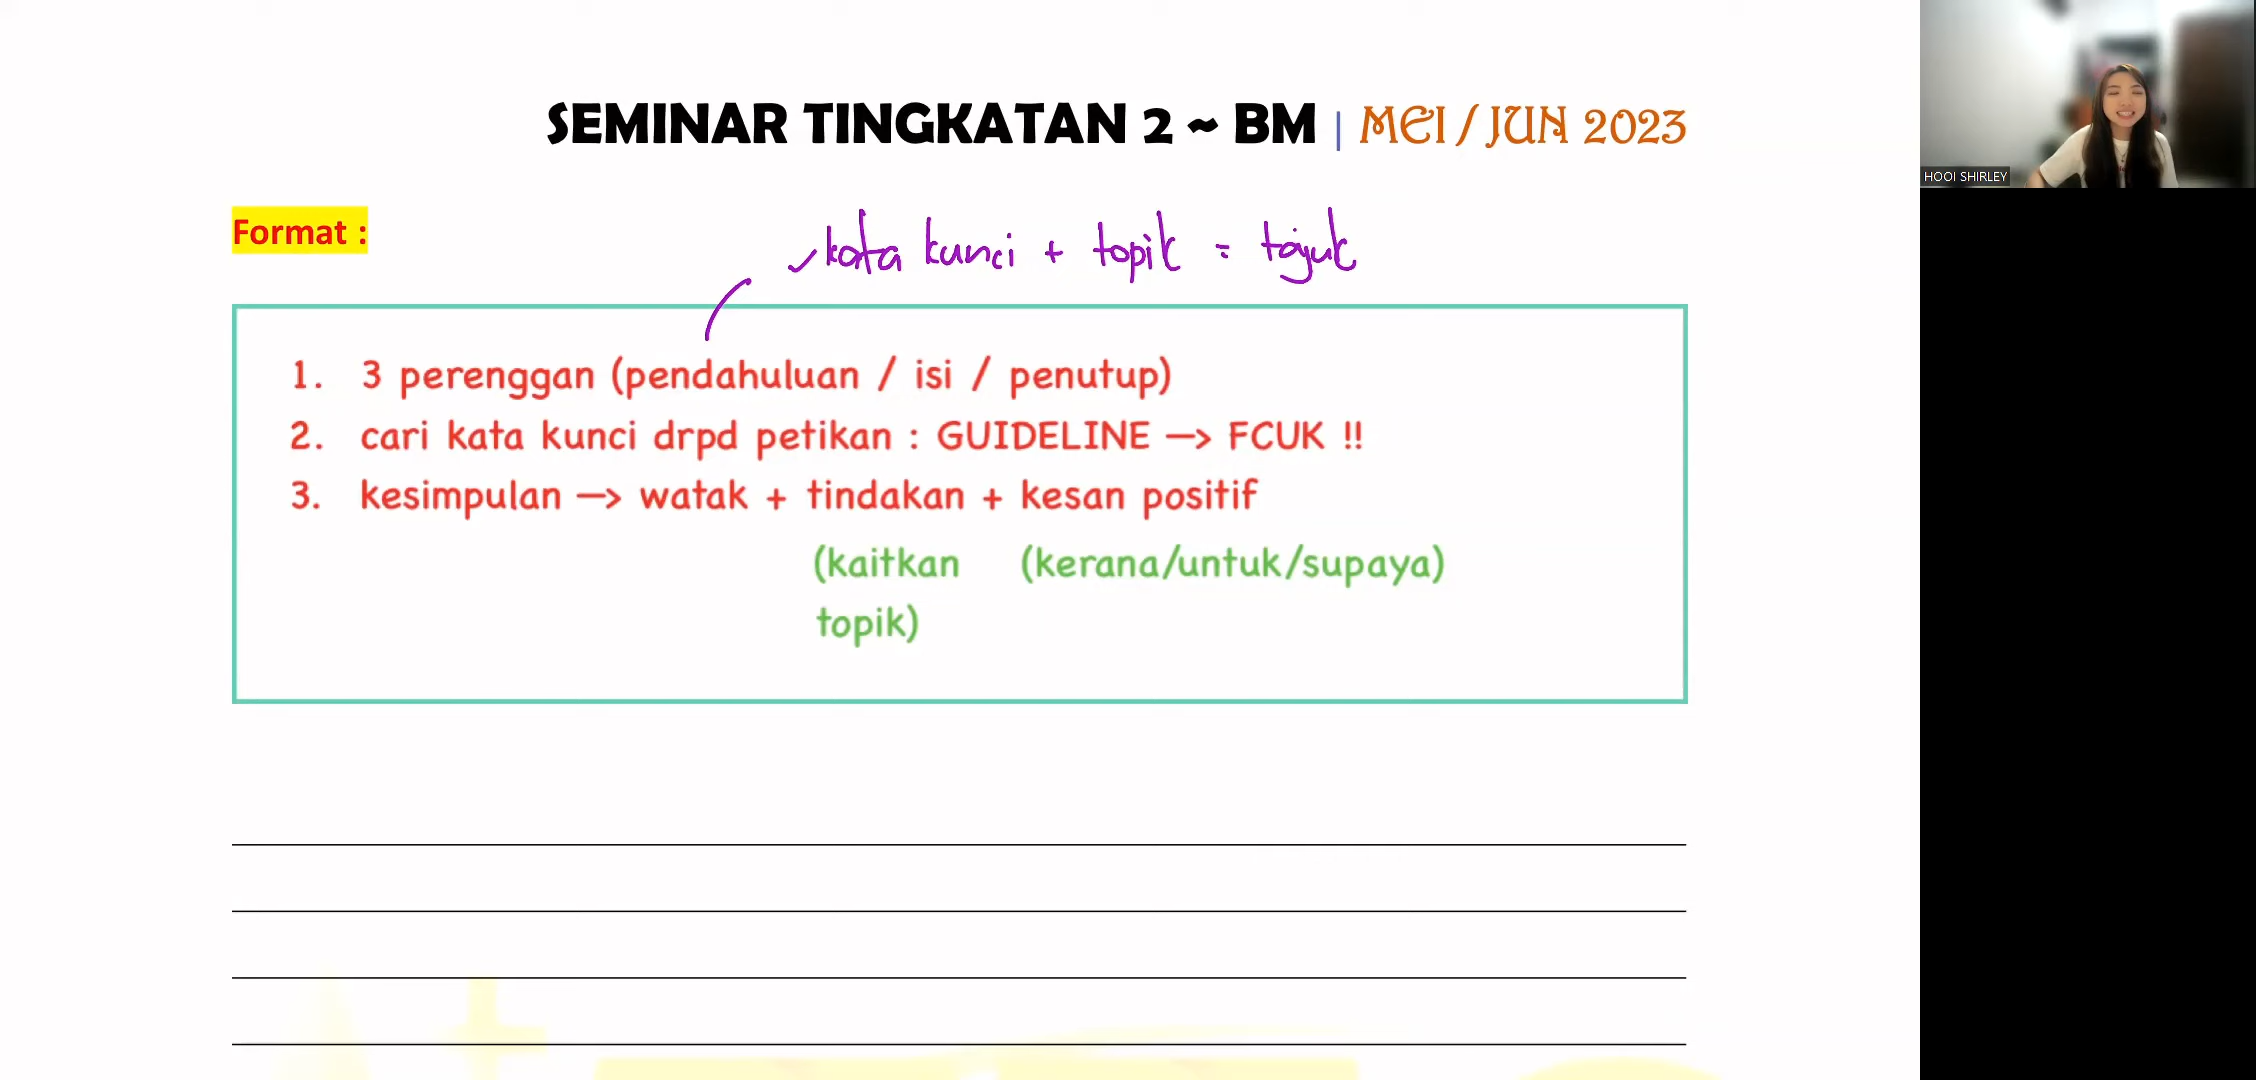 SEMINAR TINGKATAN 2 ~ BM | MEI / JUN 2023
HOOI SHIRLEY
Format :
kata kunci + topik = tajuk
1. 3 perenggan (pendahuluan / isi / penutup)
2. cari kata kunci drpd petikan : GUIDELINE —> FCUK !!
3. kesimpulan —> watak + tindakan + kesan positif
(kaitkan (kerana/untuk/supaya)
topik)